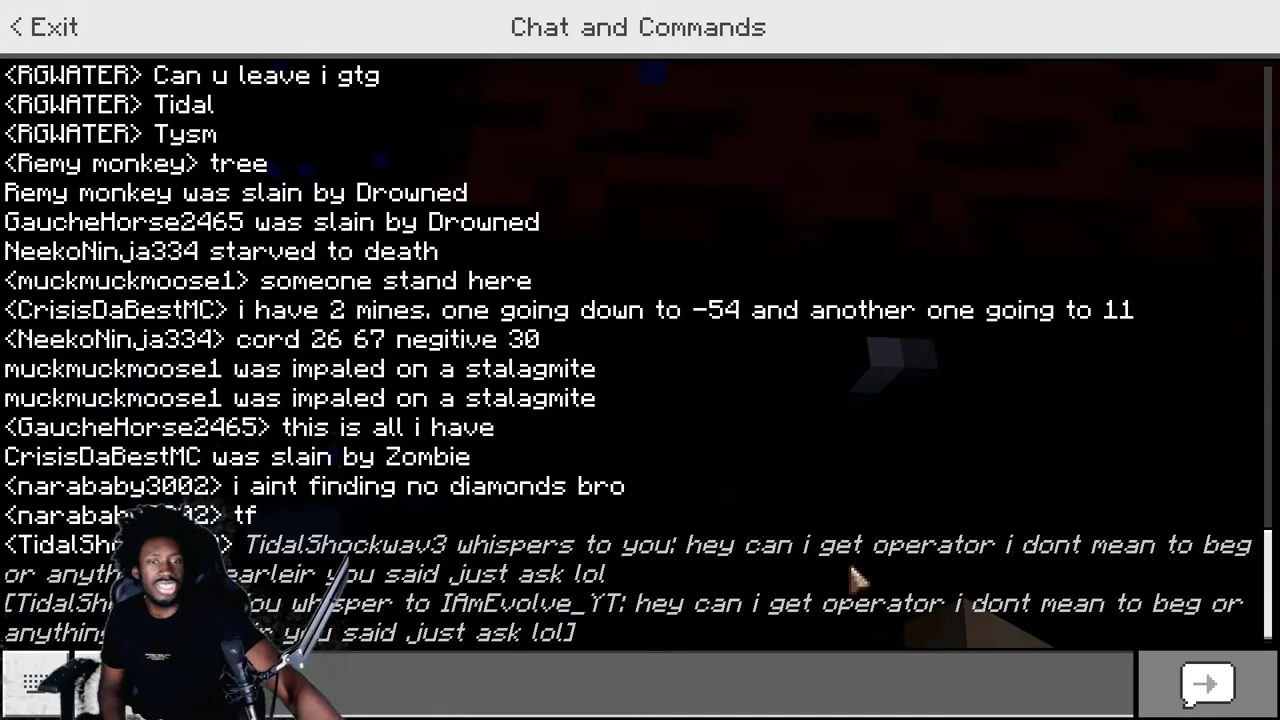 < Exit
Chat and Commands
<RGWATER> Can u leave i gtg
<RGWATER> Tidal
<RGWATER> Tysm
<Remy monkey> tree
Remy monkey was slain by Drowned
GaucheHorse2465 was slain by Drowned
NeekoNinja334 starved to death
<muckmuckmoose1> someone stand here
<CrisisDaBestMC> i have 2 mines, one going down to -54 and another one going to 11
<NeekoNinja334> cord 26 67 negitive 30
muckmuckmoose1 was impaled on a stalagmite
muckmuckmoose1 was impaled on a stalagmite
<GaucheHorse2465> this is all i have
CrisisDaBestMC was slain by Zombie
<narababy3002> i aint finding no diamonds bro
tf
TidalShockwav3 whispers to you: hey can i get operator i dont mean to beg
or you said just ask lol
whisper to IAmEvolve_YT: hey can i get operator i dont mean to beg or
anything you said just ask lol]